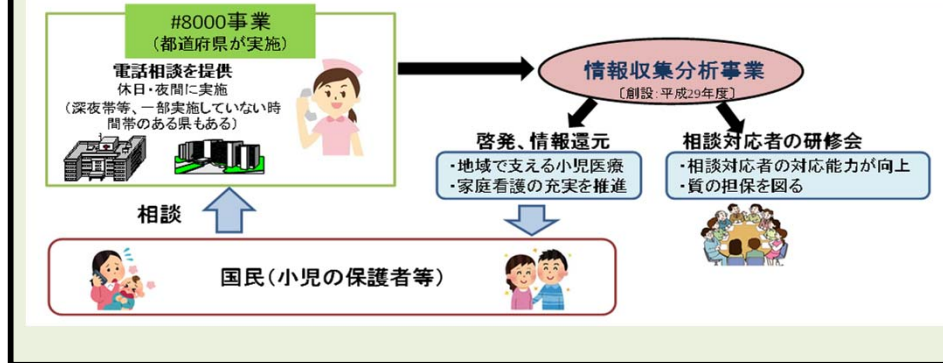 #8000事業
(都道府県が実施)
電話相談を提供
休日・夜間に実施
(深夜帯等、一部実施していない時
間帯のある県もある)
情報収集分析事業
〔創設:平成29年度〕
啓発、情報還元
・地域で支える小児医療
・家庭看護の充実を推進
相談対応者の研修会
・相談対応者の対応能力が向上
・質の担保を図る
相談
国民(小児の保護者等)